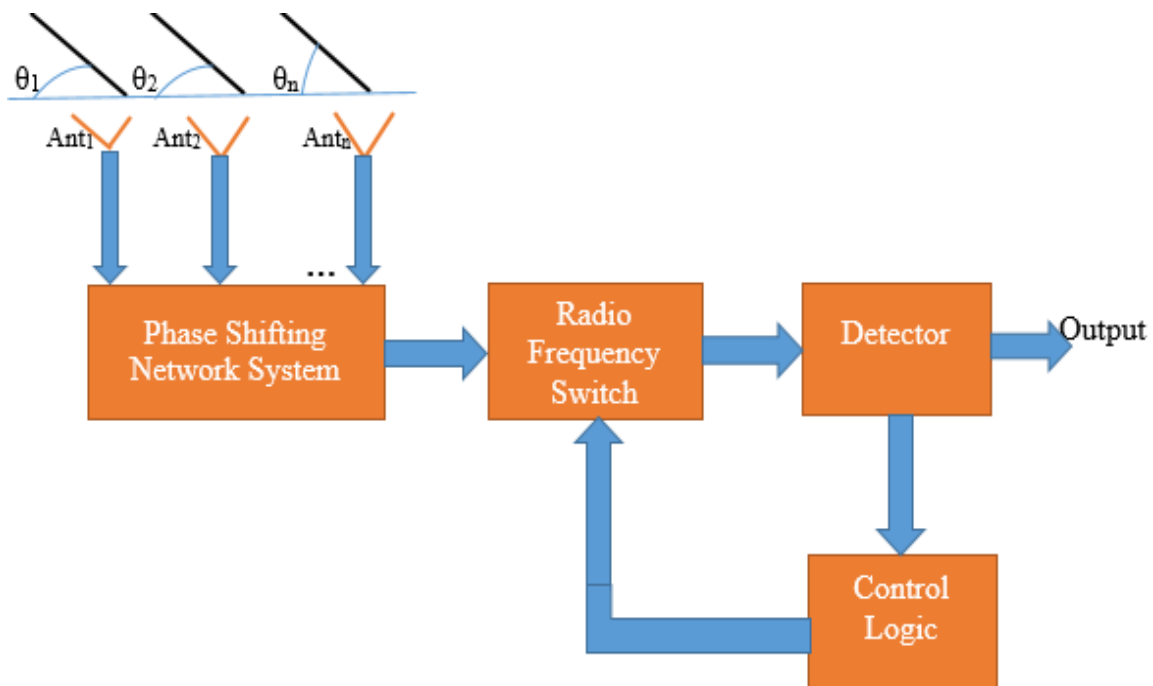 θ1 θ2 θn
Ant1 Ant2 Antn
...
Phase Shifting
Network System
Radio
Frequency
Switch
Detector
Output
Control
Logic